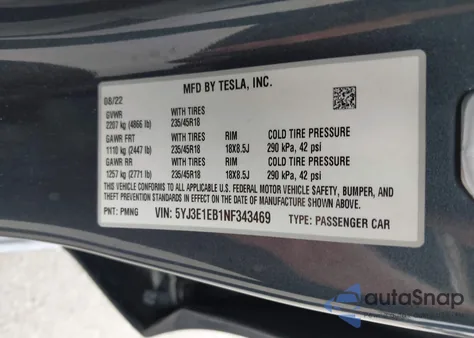 MFD BY TESLA, INC.
08/22
GVWR WITH TIRES
2207 kg (4866 lb) 235/45R18
GAWR FRT WITH TIRES RIM COLD TIRE PRESSURE
1110 kg (2447 lb) 235/45R18 18X8.5J 290 kPa, 42 psi
GAWR RR WITH TIRES RIM COLD TIRE PRESSURE
1257 kg (2771 lb) 235/45R18 18X8.5J 290 kPa, 42 psi
THIS VEHICLE CONFORMS TO ALL APPLICABLE U.S. FEDERAL MOTOR VEHICLE SAFETY, BUMPER, AND
THEFT PREVENTION STANDARDS IN EFFECT ON THE DATE OF MANUFACTURE SHOWN ABOVE.
PNT: PMNG VIN: 5YJ3E1EB1NF343469 TYPE: PASSENGER CAR
autoSnap